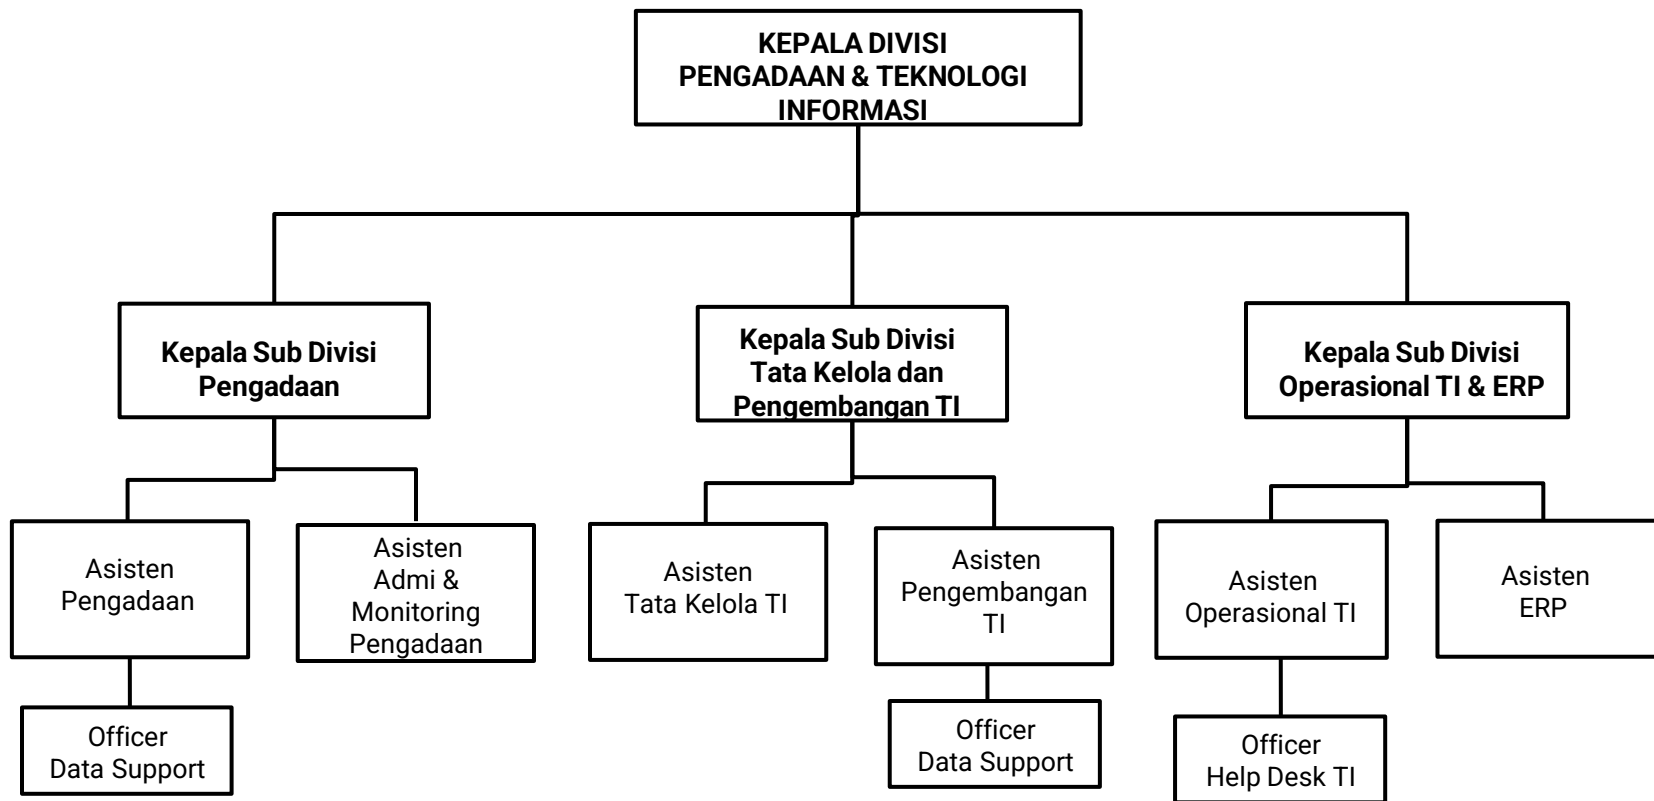 KEPALA DIVISI
PENGADAAN & TEKNOLOGI
INFORMASI
Kepala Sub Divisi
Pengadaan
Kepala Sub Divisi
Tata Kelola dan
Pengembangan TI
Kepala Sub Divisi
Operasional TI & ERP
Asisten
Pengadaan
Asisten
Admi &
Monitoring
Pengadaan
Asisten
Tata Kelola TI
Asisten
Pengembangan
TI
Asisten
Operasional TI
Asisten
ERP
Officer
Data Support
Officer
Data Support
Officer
Help Desk TI